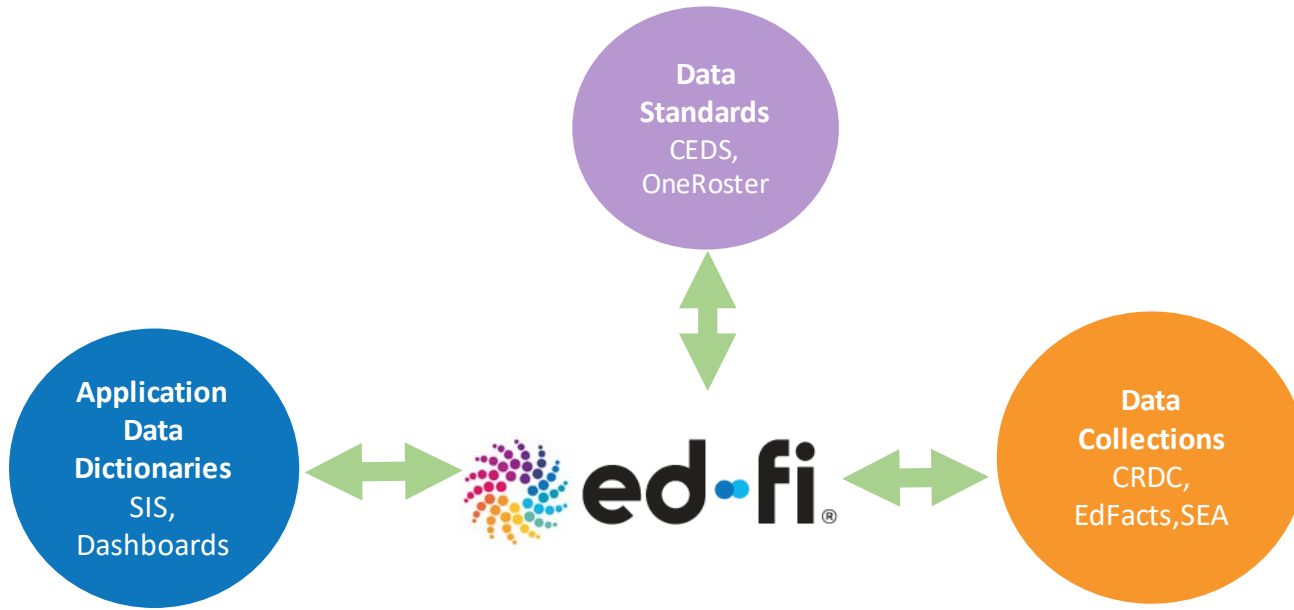 Data
Standards
CEDS,
OneRoster
Application
Data
Dictionaries
SIS,
Dashboards
ed-fi®
Data
Collections
CRDC,
EdFacts,SEA